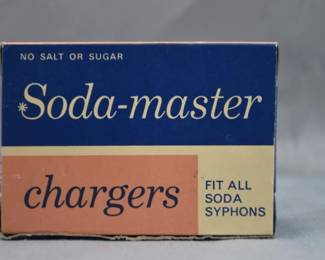 NO SALT OR SUGAR
*Soda-master
chargers
FIT ALL
SODA
SYPHONS